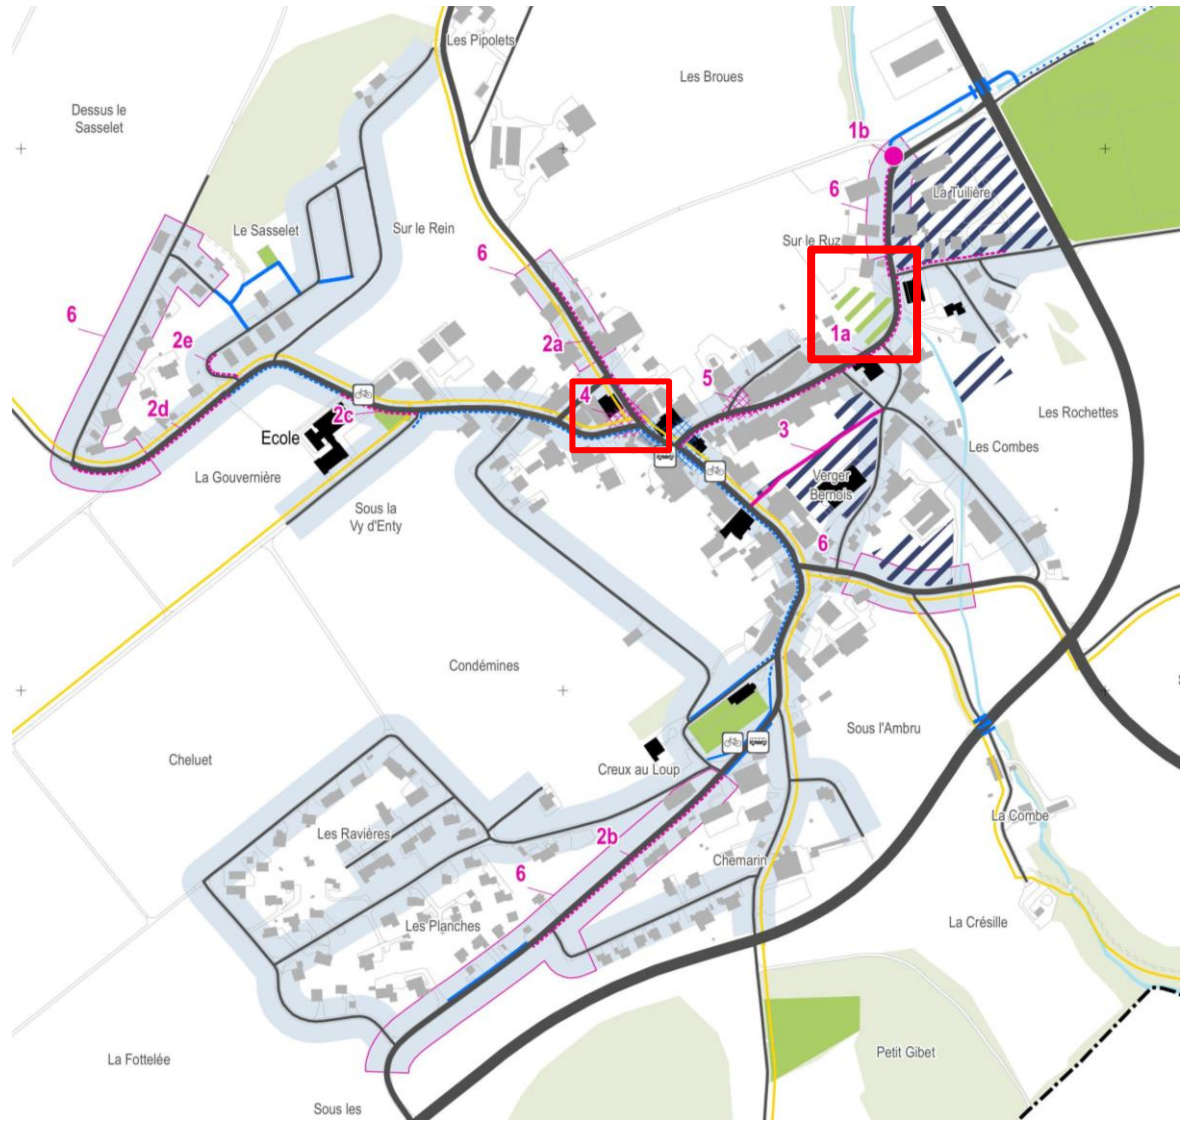 Les Pipolets
Les Broues
Dessus le
Sasselet
1b
La Tuilière
6
Le Sasselet
Sur le Rein
Sur le Ruz
6
6
2e
2a
1a
5
4
2d
2c
Ecole
3
Les Rochettes
La Gouvernière
Les Combes
Verger
Bernois
Sous la
Vy d'Enty
6
Condémines
Sous l'Ambru
Cheluet
Creux au Loup
Les Ravières
2b
La Combe
Chemarin
6
Les Planches
La Crésille
La Fottelée
Petit Gibet
Sous les